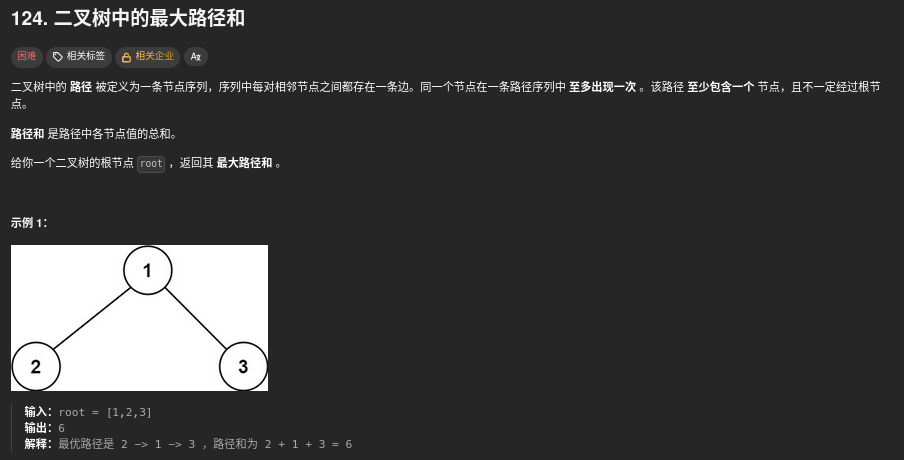 124. 二叉树中的最大路径和
困难 相关标签 相关企业 Aא
二叉树中的 路径 被定义为一条节点序列，序列中每对相邻节点之间都存在一条边。同一个节点在一条路径序列中 至多出现一次 。该路径 至少包含一个 节点，且不一定经过根节
点。
路径和 是路径中各节点值的总和。
给你一个二叉树的根节点 root ，返回其 最大路径和 。
示例 1：
1
2 3
输入：root = [1,2,3]
输出：6
解释：最优路径是 2 -> 1 -> 3 ，路径和为 2 + 1 + 3 = 6